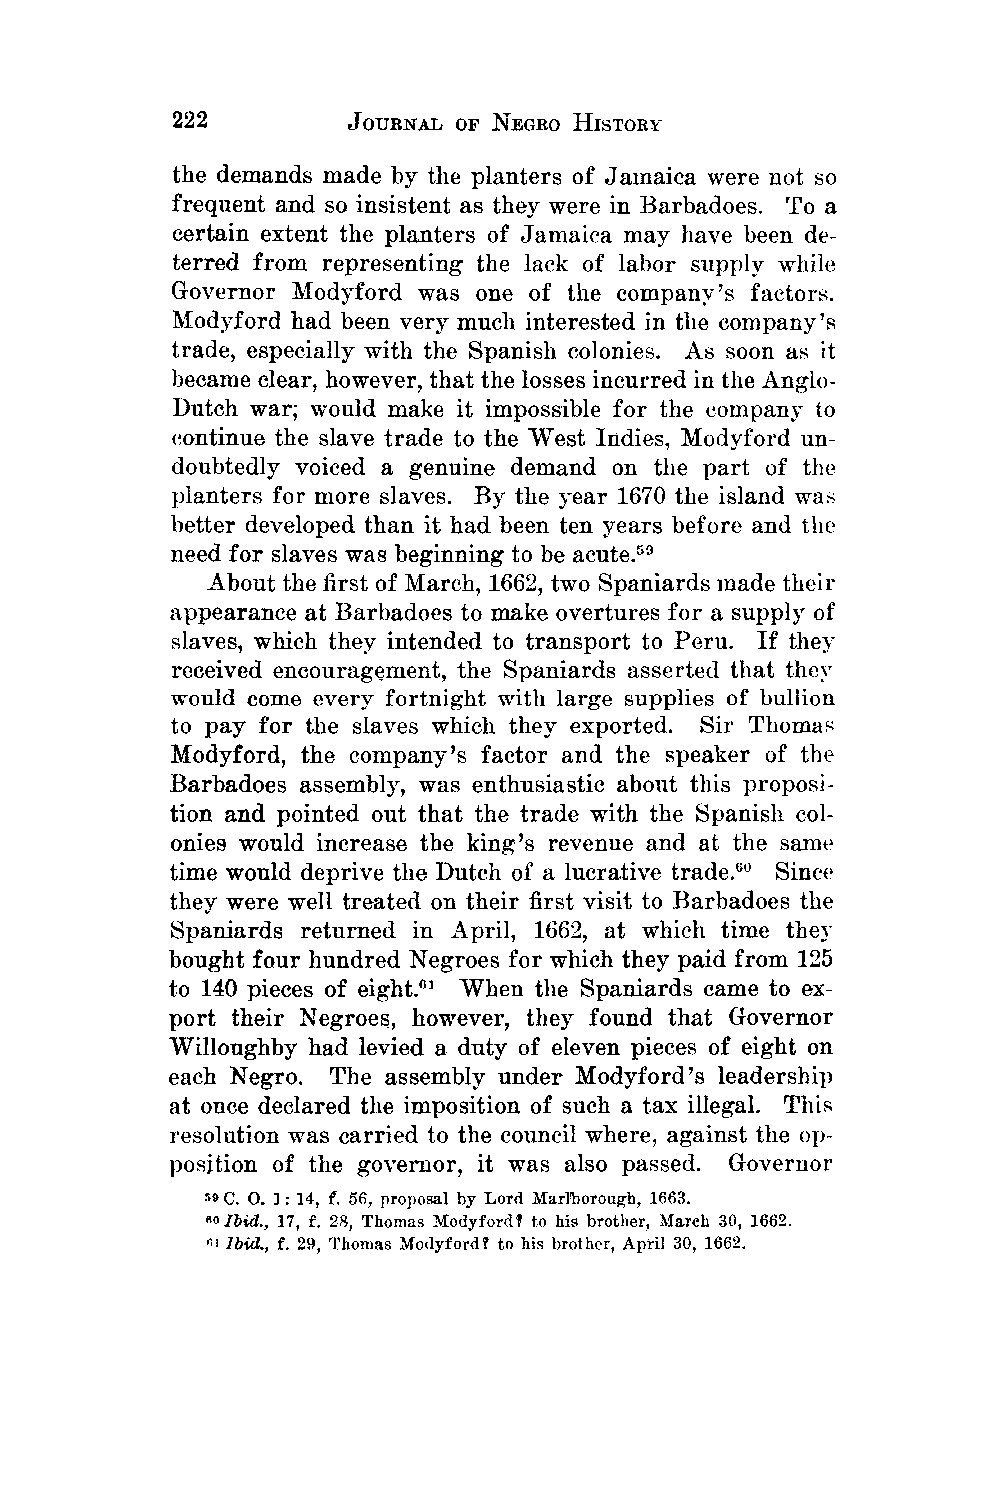 222 JOURNAL OF NEGRO HISTORY
the demands made by the planters of Jamaica were not so
frequent and so insistent as they were in Barbadoes. To a
certain extent the planters of Jamaica may have been de-
terred from representing the lack of labor supply while
Governor Modyford was one of the company's factors.
Modyford had been very much interested in the company's
trade, especially with the Spanish colonies. As soon as it
became clear, however, that the losses incurred in the Anglo-
Dutch war; would make it impossible for the company to
continue the slave trade to the West Indies, Modyford un-
doubtedly voiced a genuine demand on the part of the
planters for more slaves. By the year 1670 the island was
better developed than it had been ten years before and the
need for slaves was beginning to be acute.⁵⁹
About the first of March, 1662, two Spaniards made their
appearance at Barbadoes to make overtures for a supply of
slaves, which they intended to transport to Peru. If they
received encouragement, the Spaniards asserted that they
would come every fortnight with large supplies of bullion
to pay for the slaves which they exported. Sir Thomas
Modyford, the company's factor and the speaker of the
Barbadoes assembly, was enthusiastic about this proposi-
tion and pointed out that the trade with the Spanish col-
onies would increase the king's revenue and at the same
time would deprive the Dutch of a lucrative trade.⁶⁰ Since
they were well treated on their first visit to Barbadoes the
Spaniards returned in April, 1662, at which time they
bought four hundred Negroes for which they paid from 125
to 140 pieces of eight.⁶¹ When the Spaniards came to ex-
port their Negroes, however, they found that Governor
Willoughby had levied a duty of eleven pieces of eight on
each Negro. The assembly under Modyford's leadership
at once declared the imposition of such a tax illegal. This
resolution was carried to the council where, against the op-
position of the governor, it was also passed. Governor
⁵⁹ C. O. 1: 14, f. 56, proposal by Lord Marlborough, 1663.
⁶⁰ Ibid., 17, f. 28, Thomas Modyford? to his brother, March 30, 1662.
⁶¹ Ibid., f. 29, Thomas Modyford? to his brother, April 30, 1662.